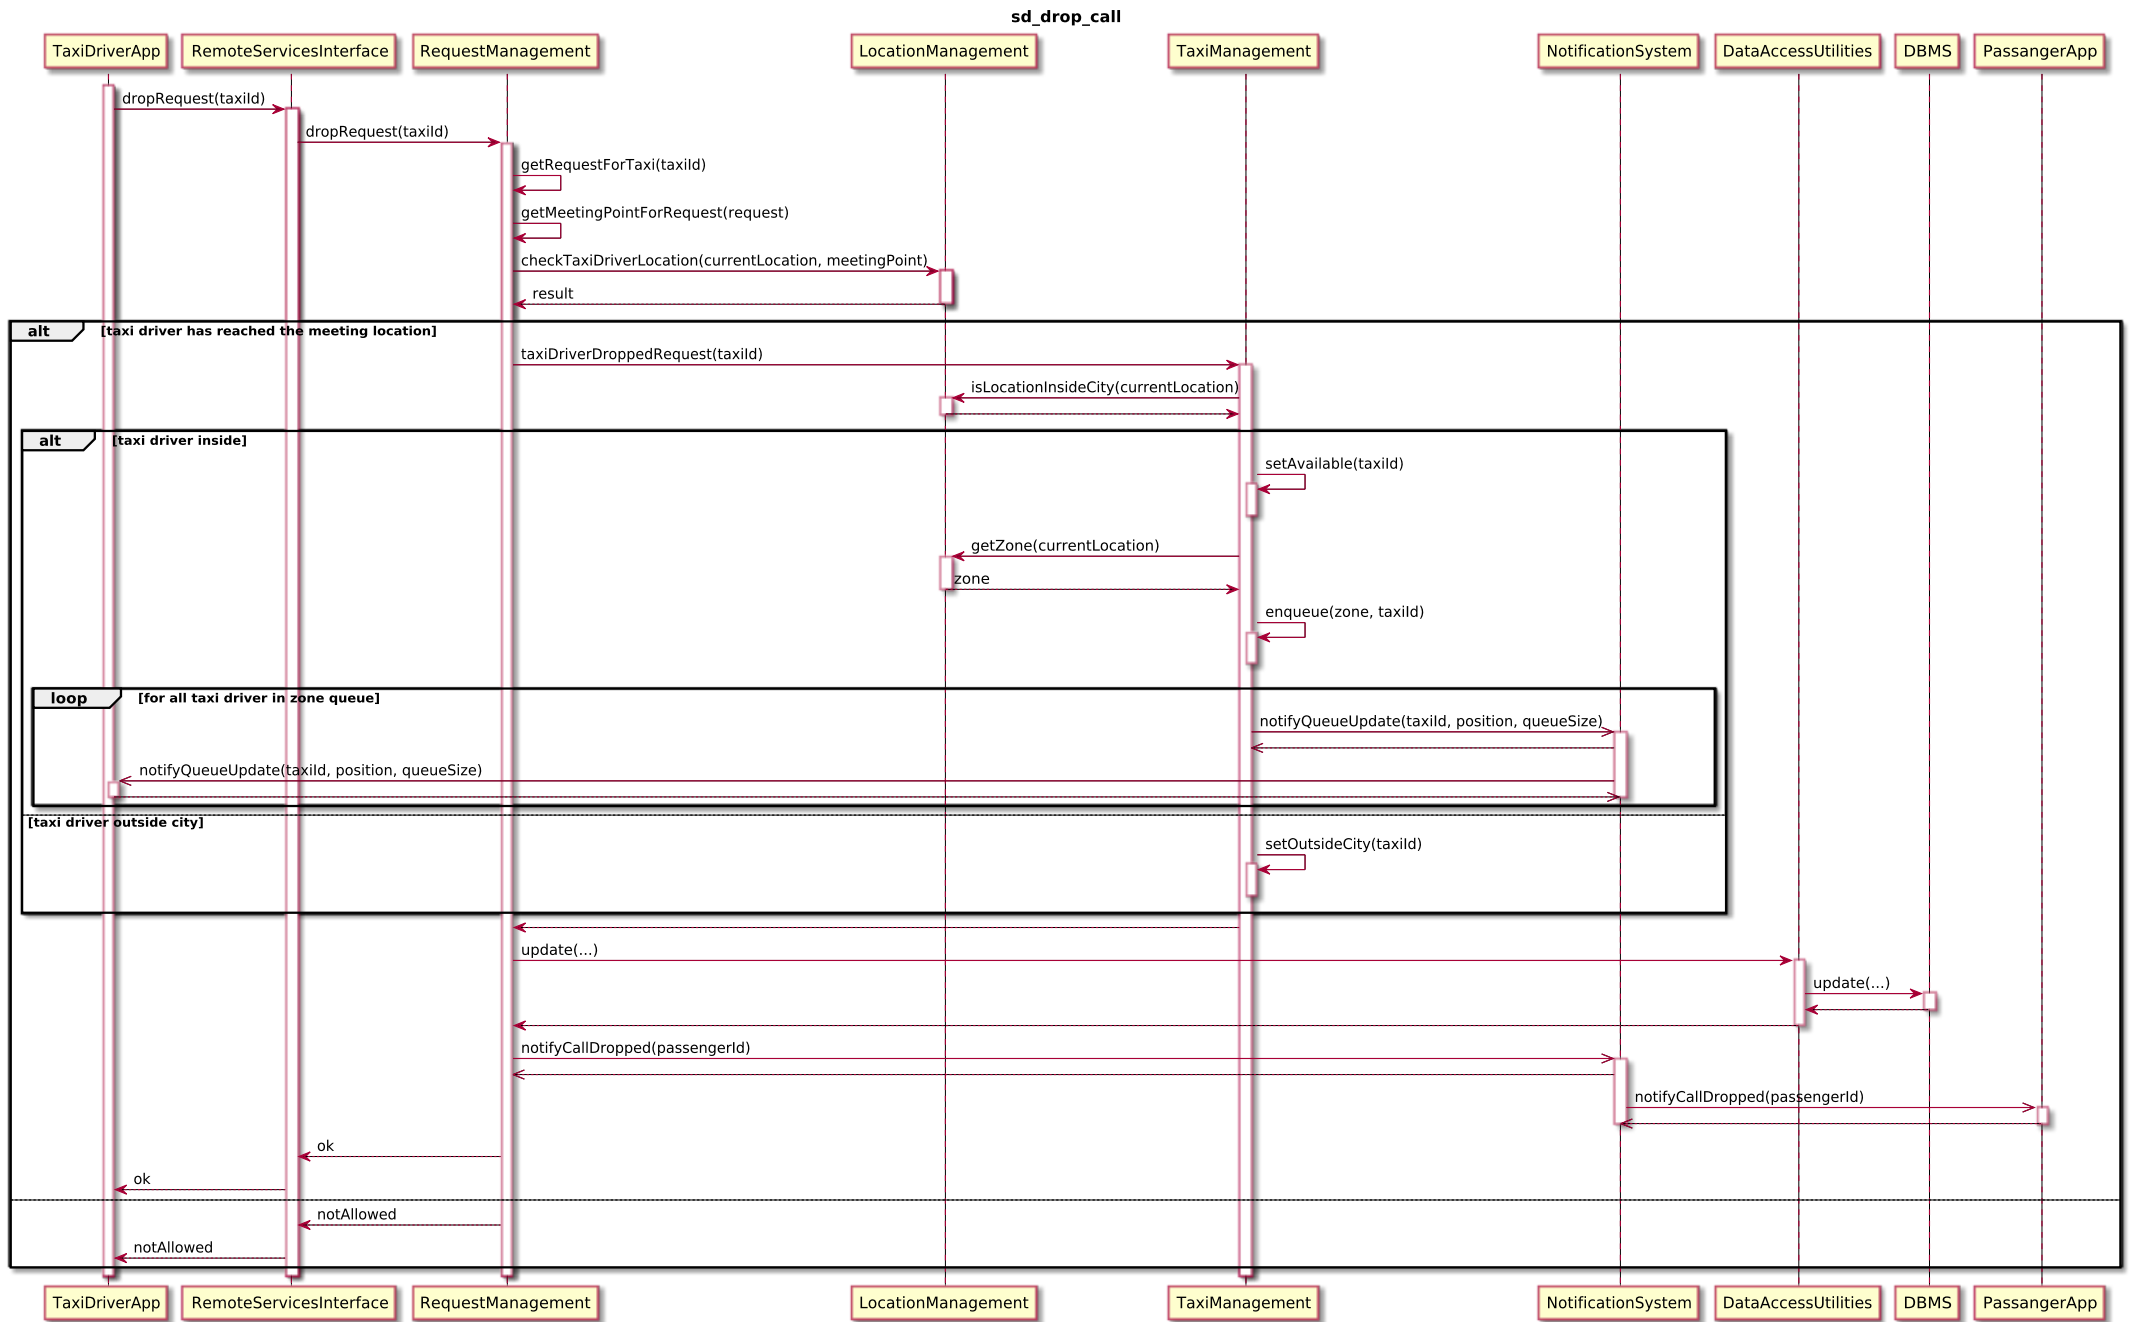 sd_drop_call
TaxiDriverApp RemoteServicesInterface RequestManagement LocationManagement TaxiManagement NotificationSystem DataAccessUtilities DBMS PassangerApp
dropRequest(taxiId)
dropRequest(taxiId)
getRequestForTaxi(taxiId)
getMeetingPointForRequest(request)
checkTaxiDriverLocation(currentLocation, meetingPoint)
result
alt [taxi driver has reached the meeting location]
taxiDriverDroppedRequest(taxiId)
isLocationInsideCity(currentLocation)
alt [taxi driver inside]
setAvailable(taxiId)
getZone(currentLocation)
zone
enqueue(zone, taxiId)
loop [for all taxi driver in zone queue]
notifyQueueUpdate(taxiId, position, queueSize)
notifyQueueUpdate(taxiId, position, queueSize)
[taxi driver outside city]
setOutsideCity(taxiId)
update(...)
update(...)
notifyCallDropped(passengerId)
notifyCallDropped(passengerId)
ok
ok
notAllowed
notAllowed
TaxiDriverApp RemoteServicesInterface RequestManagement LocationManagement TaxiManagement NotificationSystem DataAccessUtilities DBMS PassangerApp